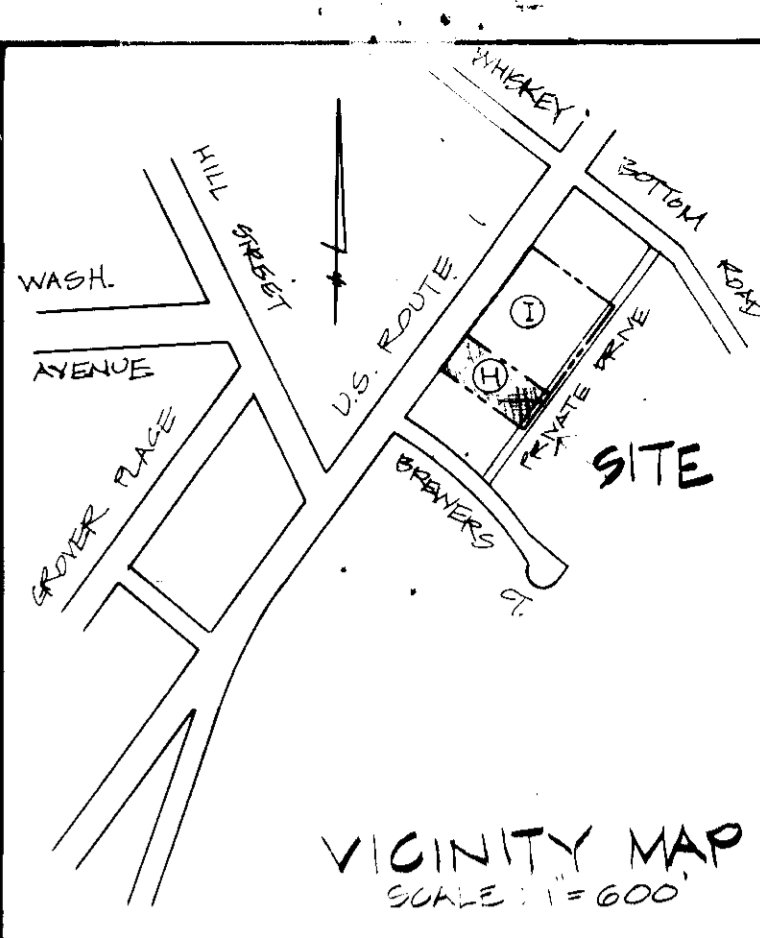 WHISKEY
BOTTOM
ROAD
HILL
STREET
WASH.
AVENUE
U.S. ROUTE 1
I
H
PRIVATE DRIVE
SITE
GROVER PLACE
BREWERS
CT.
VICINITY MAP
SCALE : 1" = 600'